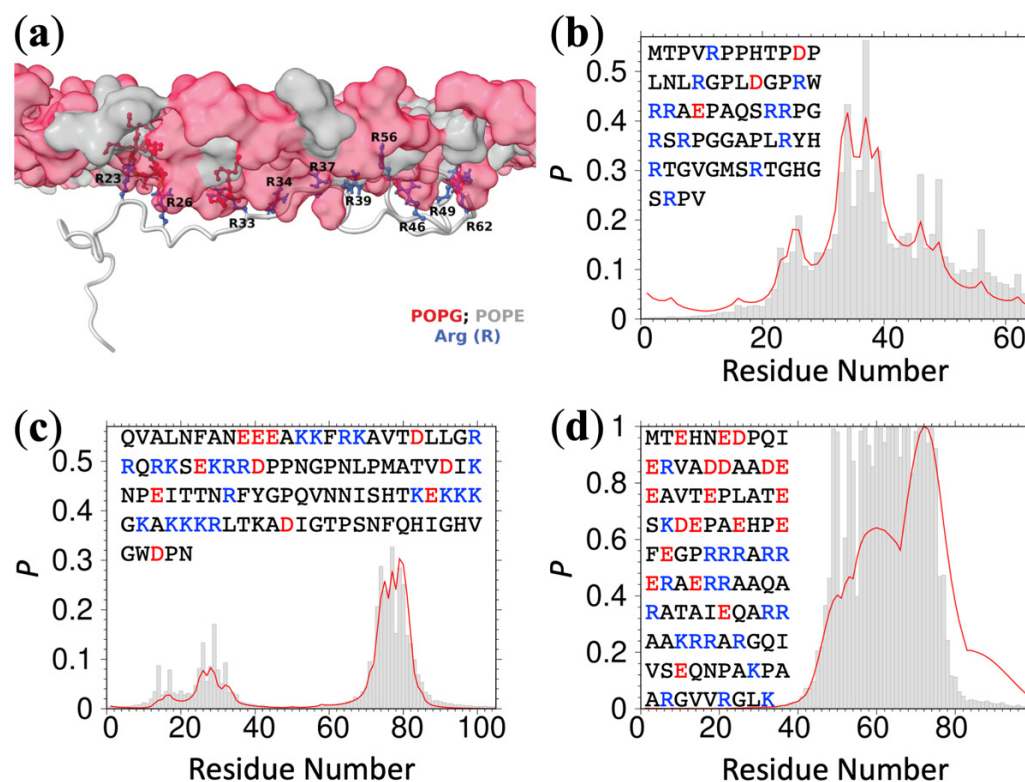 (a)
R23
R26
R33
R34
R37
R56
R39
R46
R49
R62
POPG; POPE
Arg (R)
(b)
P
0.5
0.4
0.3
0.2
0.1
0
MTPVRPPHTPDP
LNLRGPLDGPRW
RRAEPAQSRRPG
RSRPGGAPLRYH
RTGVGMSRTGHG
SRPV
0 20 40 60
Residue Number
(c)
P
0.5
0.4
0.3
0.2
0.1
0
QVALNFANEEEAKKFRKAVTDLLGR
RQRKSEKRRDPPNGPNLPMATVDIK
NPEITTNRFYGPQVNNISHTKEKKK
GKAKKKRLTKADIGTPSNFQHIGHV
GWDPN
0 20 40 60 80 100
Residue Number
(d)
P
1
0.8
0.6
0.4
0.2
0
MTEHNEDPQI
ERVADDAADE
EAVTEPLATE
SKDEPAEHPE
FEGPRRRARR
ERAERRAAQA
RATAIEQARR
AAKRRARGQI
VSEQNPAKPA
ARGVVRGLK
0 20 40 60 80
Residue Number